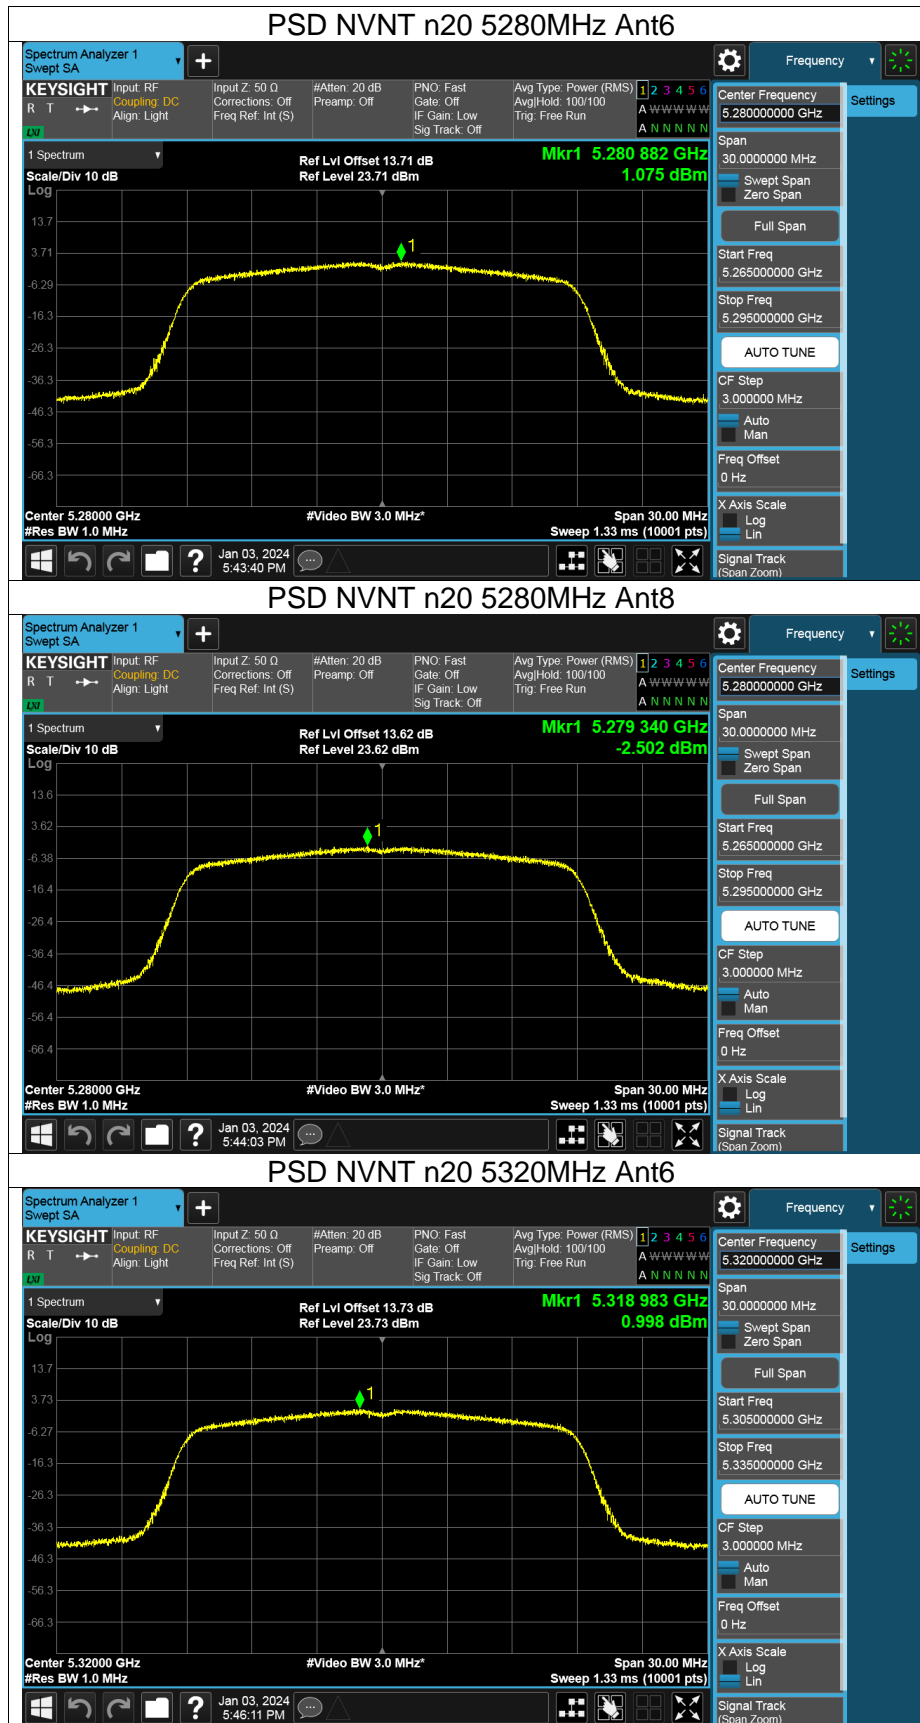 PSD NVNT n20 5280MHz Ant6
Spectrum Analyzer 1
Swept SA
Frequency
KEYSIGHT
R T
LXI
Input: RF
Coupling: DC
Align: Light
Input Z: 50 Ω
Corrections: Off
Freq Ref: Int (S)
#Atten: 20 dB
Preamp: Off
PNO: Fast
Gate: Off
IF Gain: Low
Sig Track: Off
Avg Type: Power (RMS)
Avg|Hold: 100/100
Trig: Free Run
1 2 3 4 5 6
A W W W W W
A N N N N N
1 Spectrum
Scale/Div 10 dB
Ref Lvl Offset 13.71 dB
Ref Level 23.71 dBm
Mkr1 5.280 882 GHz
1.075 dBm
Log
1
13.7
3.71
-6.29
-16.3
-26.3
-36.3
-46.3
-56.3
-66.3
Center 5.28000 GHz
#Res BW 1.0 MHz
#Video BW 3.0 MHz*
Span 30.00 MHz
Sweep 1.33 ms (10001 pts)
Jan 03, 2024
5:43:40 PM
Center Frequency
5.280000000 GHz
Span
30.0000000 MHz
Swept Span
Zero Span
Full Span
Start Freq
5.265000000 GHz
Stop Freq
5.295000000 GHz
AUTO TUNE
CF Step
3.000000 MHz
Auto
Man
Freq Offset
0 Hz
X Axis Scale
Log
Lin
Signal Track
(Span Zoom)
Settings
PSD NVNT n20 5280MHz Ant8
Spectrum Analyzer 1
Swept SA
Frequency
KEYSIGHT
R T
LXI
Input: RF
Coupling: DC
Align: Light
Input Z: 50 Ω
Corrections: Off
Freq Ref: Int (S)
#Atten: 20 dB
Preamp: Off
PNO: Fast
Gate: Off
IF Gain: Low
Sig Track: Off
Avg Type: Power (RMS)
Avg|Hold: 100/100
Trig: Free Run
1 2 3 4 5 6
A W W W W W
A N N N N N
1 Spectrum
Scale/Div 10 dB
Ref Lvl Offset 13.62 dB
Ref Level 23.62 dBm
Mkr1 5.279 340 GHz
-2.502 dBm
Log
1
13.6
3.62
-6.38
-16.4
-26.4
-36.4
-46.4
-56.4
-66.4
Center 5.28000 GHz
#Res BW 1.0 MHz
#Video BW 3.0 MHz*
Span 30.00 MHz
Sweep 1.33 ms (10001 pts)
Jan 03, 2024
5:44:03 PM
Center Frequency
5.280000000 GHz
Span
30.0000000 MHz
Swept Span
Zero Span
Full Span
Start Freq
5.265000000 GHz
Stop Freq
5.295000000 GHz
AUTO TUNE
CF Step
3.000000 MHz
Auto
Man
Freq Offset
0 Hz
X Axis Scale
Log
Lin
Signal Track
(Span Zoom)
Settings
PSD NVNT n20 5320MHz Ant6
Spectrum Analyzer 1
Swept SA
Frequency
KEYSIGHT
R T
LXI
Input: RF
Coupling: DC
Align: Light
Input Z: 50 Ω
Corrections: Off
Freq Ref: Int (S)
#Atten: 20 dB
Preamp: Off
PNO: Fast
Gate: Off
IF Gain: Low
Sig Track: Off
Avg Type: Power (RMS)
Avg|Hold: 100/100
Trig: Free Run
1 2 3 4 5 6
A W W W W W
A N N N N N
1 Spectrum
Scale/Div 10 dB
Ref Lvl Offset 13.73 dB
Ref Level 23.73 dBm
Mkr1 5.318 983 GHz
0.998 dBm
Log
1
13.7
3.73
-6.27
-16.3
-26.3
-36.3
-46.3
-56.3
-66.3
Center 5.32000 GHz
#Res BW 1.0 MHz
#Video BW 3.0 MHz*
Span 30.00 MHz
Sweep 1.33 ms (10001 pts)
Jan 03, 2024
5:46:11 PM
Center Frequency
5.320000000 GHz
Span
30.0000000 MHz
Swept Span
Zero Span
Full Span
Start Freq
5.305000000 GHz
Stop Freq
5.335000000 GHz
AUTO TUNE
CF Step
3.000000 MHz
Auto
Man
Freq Offset
0 Hz
X Axis Scale
Log
Lin
Signal Track
(Span Zoom)
Settings